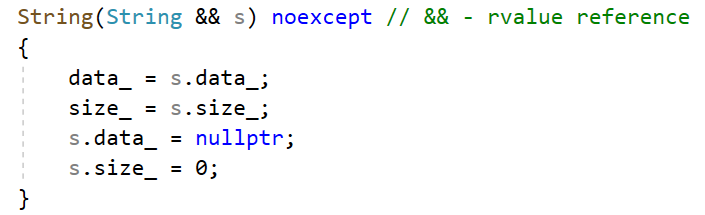 String(String && s) noexcept // && - rvalue reference
{
    data_ = s.data_;
    size_ = s.size_;
    s.data_ = nullptr;
    s.size_ = 0;
}